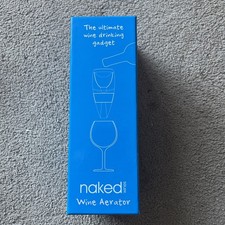 The ultimate
wine drinking
gadget
naked
Wine Aerator